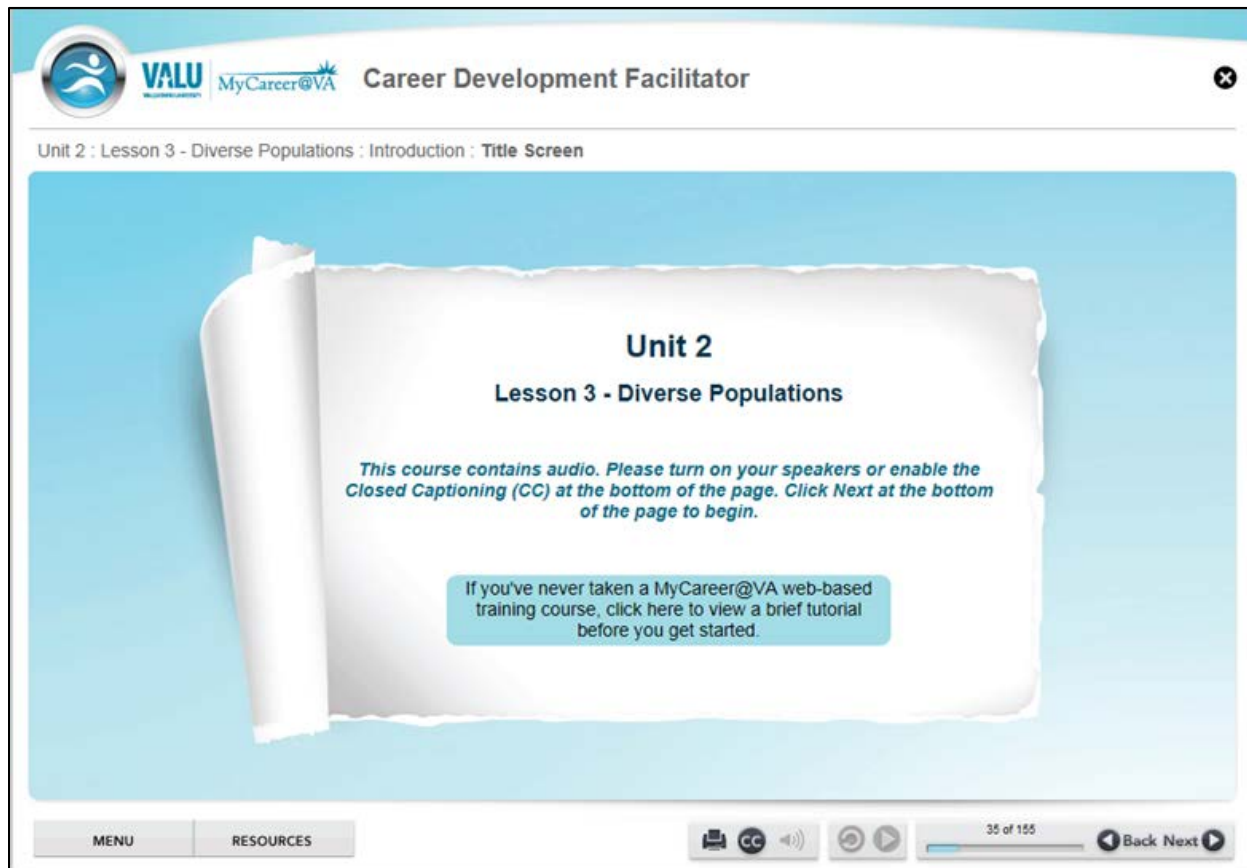 VALU
MyCareer@VA
Career Development Facilitator
Unit 2 : Lesson 3 - Diverse Populations : Introduction : Title Screen
Unit 2
Lesson 3 - Diverse Populations
This course contains audio. Please turn on your speakers or enable the
Closed Captioning (CC) at the bottom of the page. Click Next at the bottom
of the page to begin.
If you've never taken a MyCareer@VA web-based
training course, click here to view a brief tutorial
before you get started.
MENU
RESOURCES
CC
35 of 155
Back Next